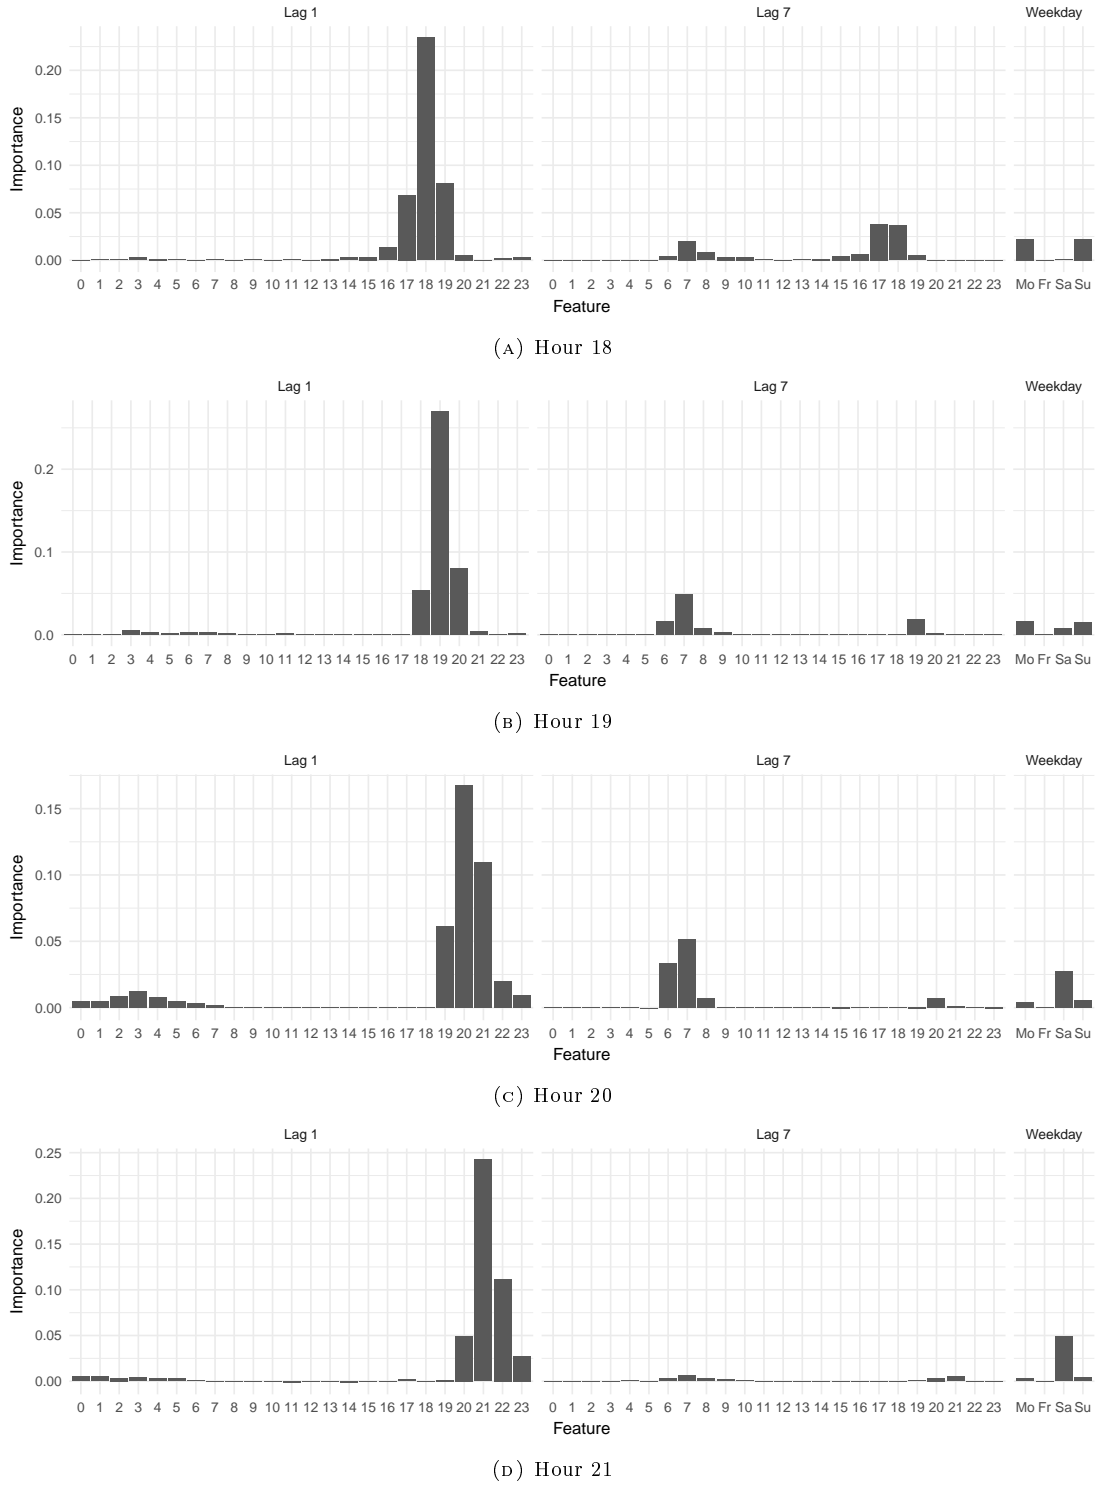 Lag 1 Lag 7 Weekday
0.20
0.15
0.10
0.05
0.00
Importance
0 1 2 3 4 5 6 7 8 9 10 11 12 13 14 15 16 17 18 19 20 21 22 23 0 1 2 3 4 5 6 7 8 9 10 11 12 13 14 15 16 17 18 19 20 21 22 23 Mo Fr Sa Su
Feature
(A) Hour 18
Lag 1 Lag 7 Weekday
0.2
0.1
0.0
Importance
0 1 2 3 4 5 6 7 8 9 10 11 12 13 14 15 16 17 18 19 20 21 22 23 0 1 2 3 4 5 6 7 8 9 10 11 12 13 14 15 16 17 18 19 20 21 22 23 Mo Fr Sa Su
Feature
(B) Hour 19
Lag 1 Lag 7 Weekday
0.15
0.10
0.05
0.00
Importance
0 1 2 3 4 5 6 7 8 9 10 11 12 13 14 15 16 17 18 19 20 21 22 23 0 1 2 3 4 5 6 7 8 9 10 11 12 13 14 15 16 17 18 19 20 21 22 23 Mo Fr Sa Su
Feature
(C) Hour 20
Lag 1 Lag 7 Weekday
0.25
0.20
0.15
0.10
0.05
0.00
Importance
0 1 2 3 4 5 6 7 8 9 10 11 12 13 14 15 16 17 18 19 20 21 22 23 0 1 2 3 4 5 6 7 8 9 10 11 12 13 14 15 16 17 18 19 20 21 22 23 Mo Fr Sa Su
Feature
(D) Hour 21